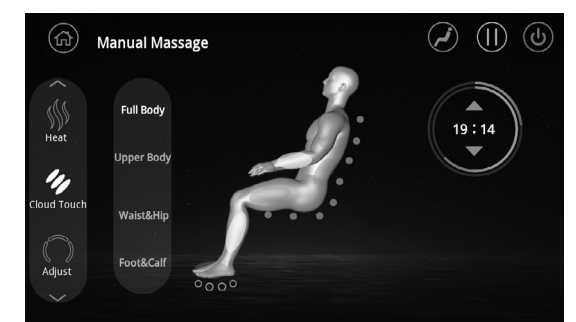 Manual Massage
Heat
Cloud Touch
Adjust
Full Body
Upper Body
Waist&Hip
Foot&Calf
19:14